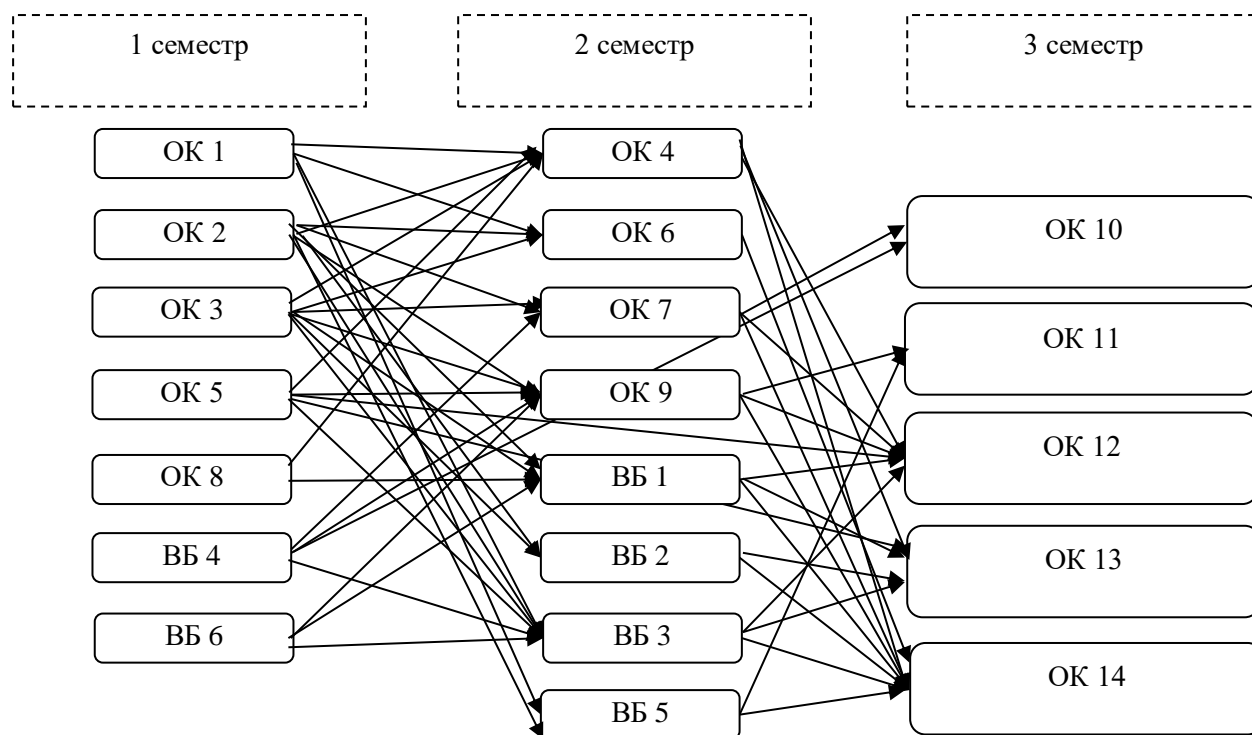 1 семестр
2 семестр
3 семестр
ОК 1
ОК 2
ОК 3
ОК 5
ОК 8
ВБ 4
ВБ 6
ОК 4
ОК 6
ОК 7
ОК 9
ВБ 1
ВБ 2
ВБ 3
ВБ 5
ОК 10
ОК 11
ОК 12
ОК 13
ОК 14